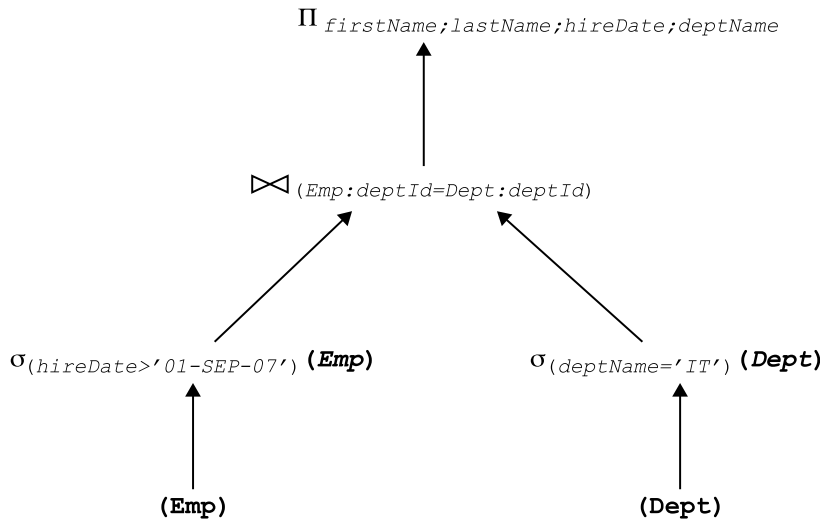 Π firstName;lastName;hireDate;deptName
⋈ (Emp:deptId=Dept:deptId)
σ(hireDate>'01-SEP-07') (Emp)
σ(deptName='IT') (Dept)
(Emp)
(Dept)